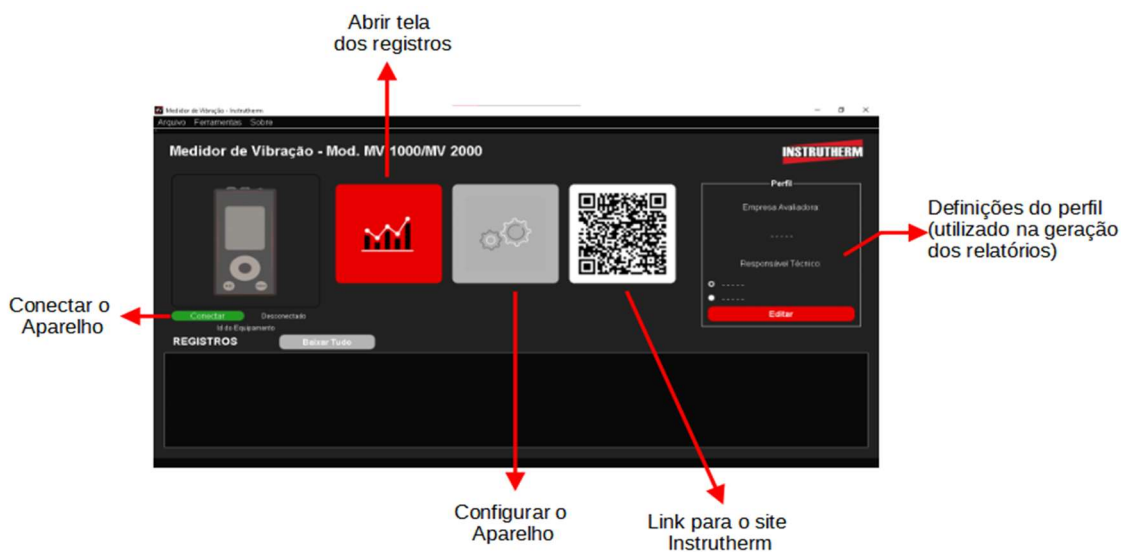 Abrir tela
dos registros
Medidor de Vibração - Instrutherm
Arquivo Ferramentas Sobre
Medidor de Vibração - Mod. MV 1000/MV 2000
INSTRUTHERM
Perfil
Empresa Avaliadora
-----
Responsável Técnico
-----
-----
Editar
Definições do perfil
(utilizado na geração
dos relatórios)
Conectar o
Aparelho
Conectar Desconectado
Id do Equipamento
REGISTROS Baixar Tudo
Configurar o
Aparelho
Link para o site
Instrutherm